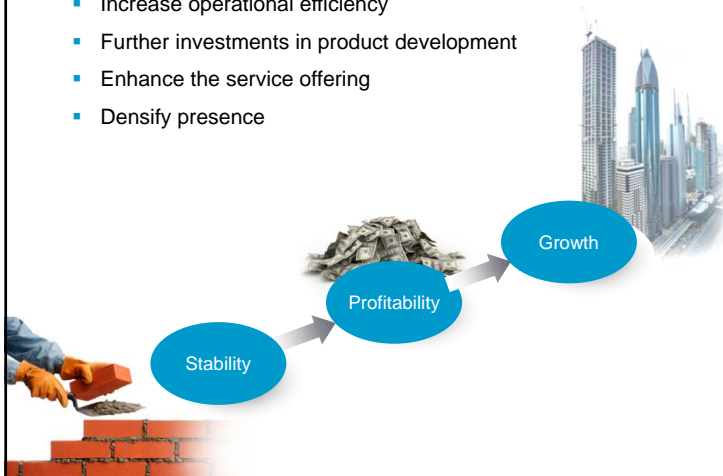 Increase operational efficiency
Further investments in product development
Enhance the service offering
Densify presence
Growth
Profitability
Stability